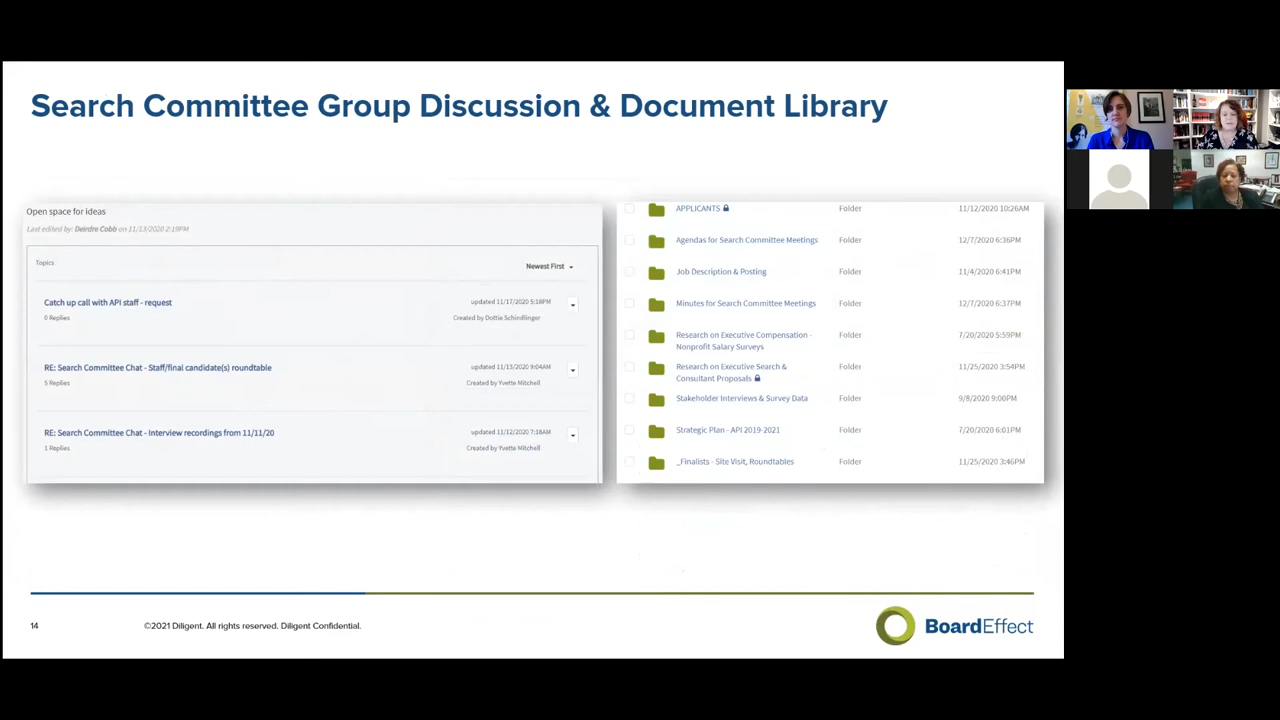 Search Committee Group Discussion & Document Library
Open space for ideas
Last edited by: Deirdre Cobb on 11/13/2020 2:19PM
Topics
Newest First
Catch up call with API staff - request
updated 11/17/2020 5:18PM
0 Replies
Created by Dottie Schindlinger
RE: Search Committee Chat - Staff/final candidate(s) roundtable
updated 11/13/2020 9:04AM
5 Replies
Created by Yvette Mitchell
RE: Search Committee Chat - Interview recordings from 11/11/20
updated 11/12/2020 7:18AM
1 Replies
Created by Yvette Mitchell
APPLICANTS Folder 11/12/2020 10:26AM
Agendas for Search Committee Meetings Folder 12/7/2020 6:36PM
Job Description & Posting Folder 11/4/2020 6:41PM
Minutes for Search Committee Meetings Folder 12/7/2020 6:37PM
Research on Executive Compensation - Folder 7/20/2020 5:59PM
Nonprofit Salary Surveys
Research on Executive Search & Folder 11/25/2020 3:54PM
Consultant Proposals
Stakeholder Interviews & Survey Data Folder 9/8/2020 9:00PM
Strategic Plan - API 2019-2021 Folder 7/20/2020 6:01PM
_Finalists - Site Visit, Roundtables Folder 11/25/2020 3:46PM
14
©2021 Diligent. All rights reserved. Diligent Confidential.
BoardEffect